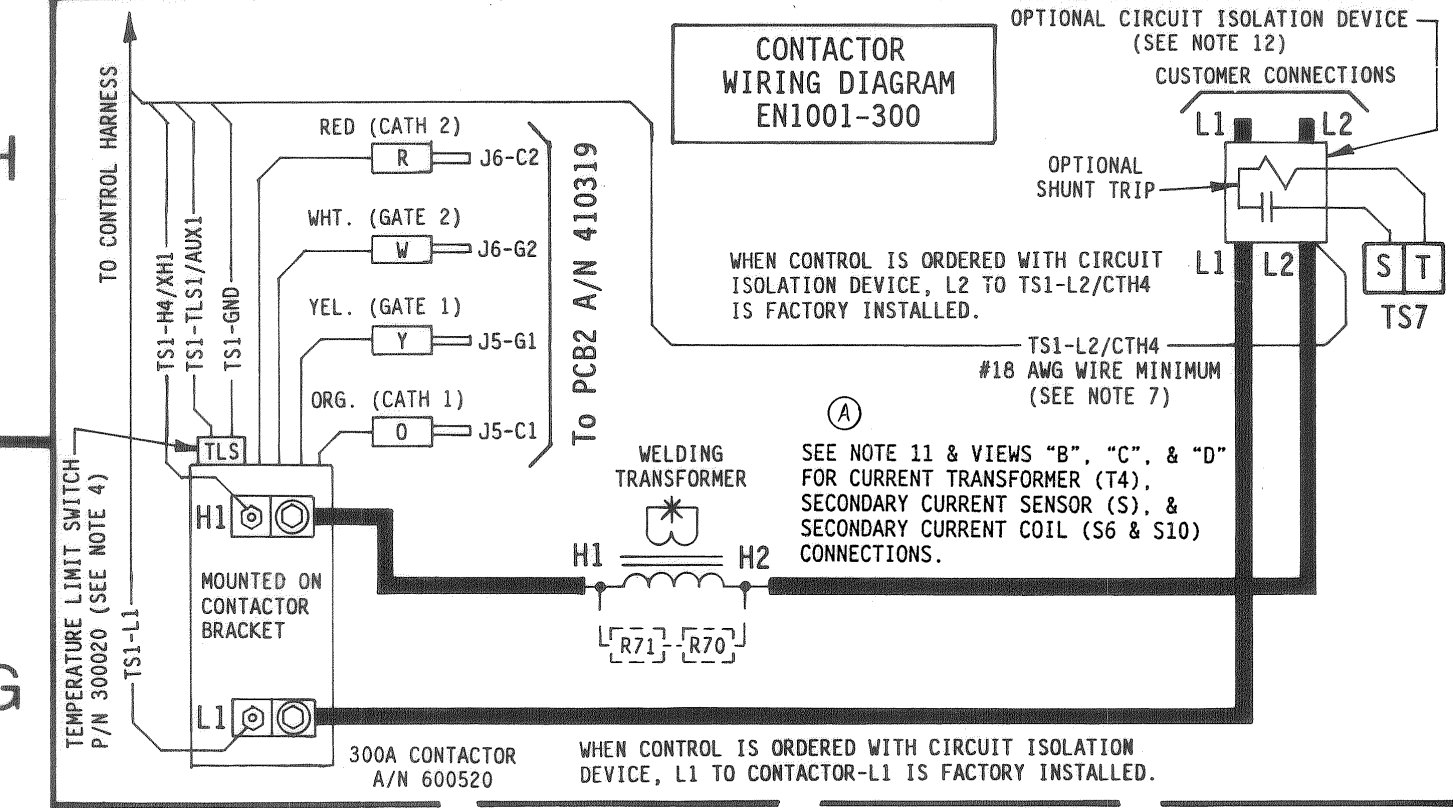 OPTIONAL CIRCUIT ISOLATION DEVICE
(SEE NOTE 12)
CUSTOMER CONNECTIONS
CONTACTOR
WIRING DIAGRAM
EN1001-300
L1
L2
OPTIONAL
SHUNT TRIP
L1
L2
S
T
TS7
TO CONTROL HARNESS
TS1-H4/XH1
TS1-TLS1/AUX1
TS1-GND
RED (CATH 2)
R
J6-C2
WHT. (GATE 2)
W
J6-G2
YEL. (GATE 1)
Y
J5-G1
ORG. (CATH 1)
O
J5-C1
To PCB2 A/N 410319
WHEN CONTROL IS ORDERED WITH CIRCUIT
ISOLATION DEVICE, L2 TO TS1-L2/CTH4
IS FACTORY INSTALLED.
TS1-L2/CTH4
#18 AWG WIRE MINIMUM
(SEE NOTE 7)
A
SEE NOTE 11 & VIEWS “B”, “C”, & “D”
FOR CURRENT TRANSFORMER (T4),
SECONDARY CURRENT SENSOR (S), &
SECONDARY CURRENT COIL (S6 & S10)
CONNECTIONS.
TLS
TEMPERATURE LIMIT SWITCH
P/N 300020 (SEE NOTE 4)
TS1-L1
H1
MOUNTED ON
CONTACTOR
BRACKET
L1
WELDING
TRANSFORMER
H1
H2
R71
R70
300A CONTACTOR
A/N 600520
WHEN CONTROL IS ORDERED WITH CIRCUIT ISOLATION
DEVICE, L1 TO CONTACTOR-L1 IS FACTORY INSTALLED.
G